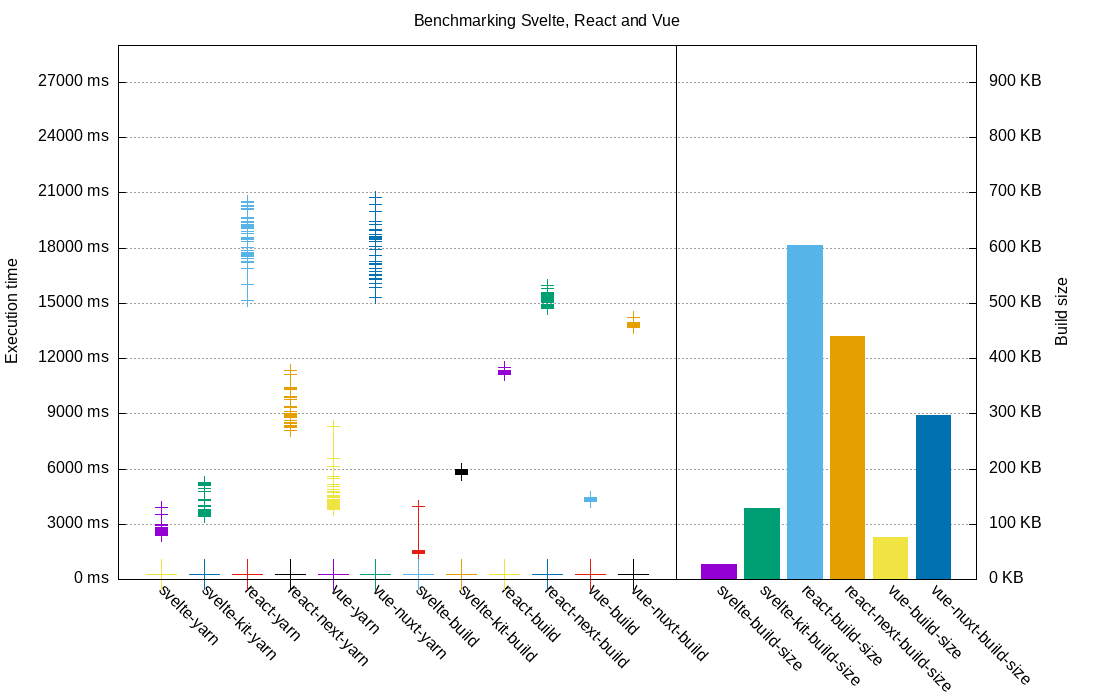 Benchmarking Svelte, React and Vue
27000 ms
24000 ms
21000 ms
18000 ms
15000 ms
12000 ms
9000 ms
6000 ms
3000 ms
0 ms
Execution time
900 KB
800 KB
700 KB
600 KB
500 KB
400 KB
300 KB
200 KB
100 KB
0 KB
Build size
svelte-yarn
svelte-kit-yarn
react-yarn
react-next-yarn
vue-yarn
vue-nuxt-yarn
svelte-build
svelte-kit-build
react-build
react-next-build
vue-build
vue-nuxt-build
svelte-build-size
svelte-kit-build-size
react-build-size
react-next-build-size
vue-build-size
vue-nuxt-build-size